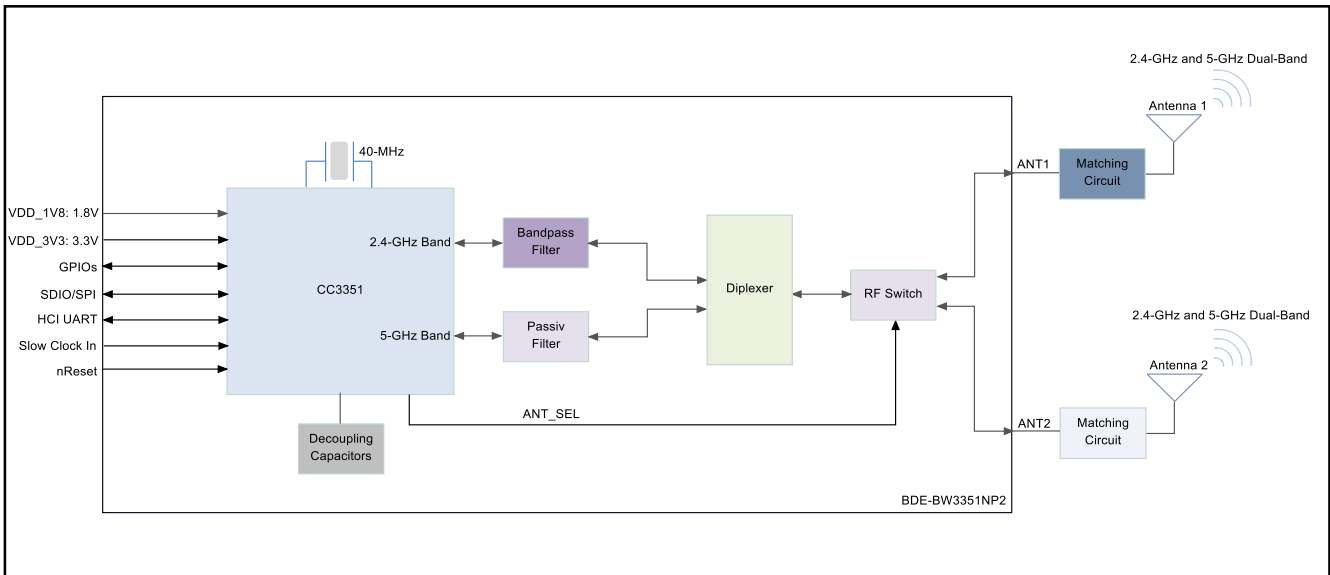 2.4-GHz and 5-GHz Dual-Band
Antenna 1
40-MHz
ANT1
Matching
Circuit
VDD_1V8: 1.8V
VDD_3V3: 3.3V
GPIOs
SDIO/SPI
HCI UART
Slow Clock In
nReset
2.4-GHz Band
CC3351
5-GHz Band
Bandpass
Filter
Passiv
Filter
Diplexer
RF Switch
2.4-GHz and 5-GHz Dual-Band
Antenna 2
ANT_SEL
ANT2
Matching
Circuit
Decoupling
Capacitors
BDE-BW3351NP2